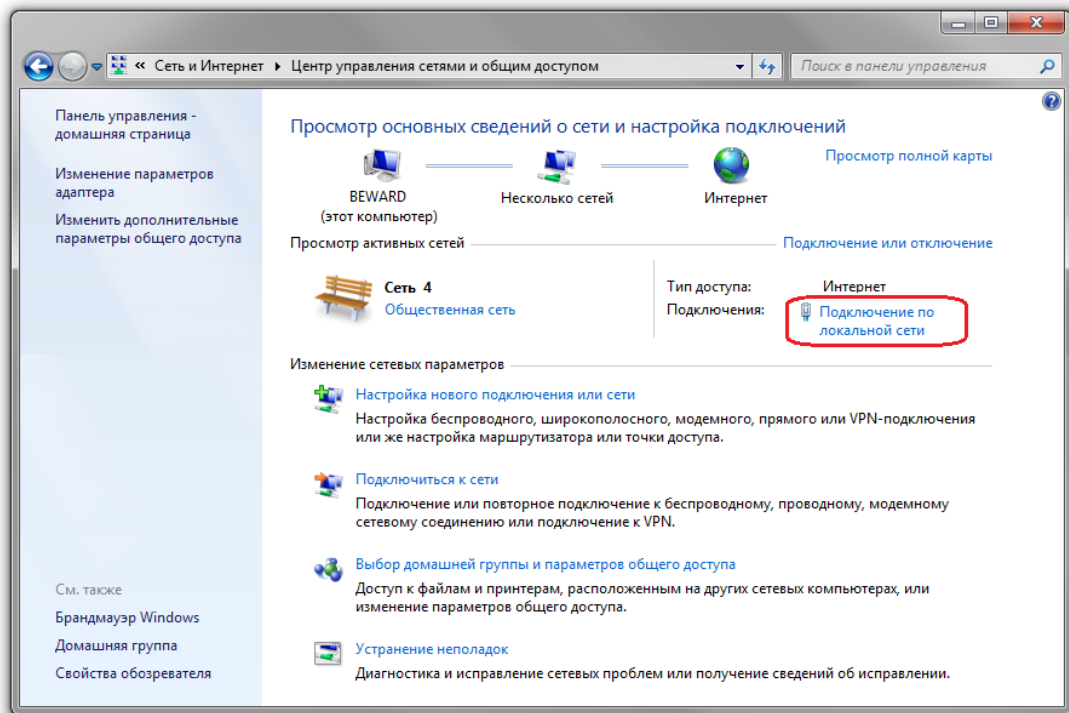 « Сеть и Интернет ▸ Центр управления сетями и общим доступом
Поиск в панели управления
Панель управления -
домашняя страница
Изменение параметров
адаптера
Изменить дополнительные
параметры общего доступа
См. также
Брандмауэр Windows
Домашняя группа
Свойства обозревателя
Просмотр основных сведений о сети и настройка подключений
Просмотр полной карты
BEWARD
(этот компьютер)
Несколько сетей
Интернет
Просмотр активных сетей
Подключение или отключение
Сеть 4
Общественная сеть
Тип доступа: Интернет
Подключения: Подключение по
локальной сети
Изменение сетевых параметров
Настройка нового подключения или сети
Настройка беспроводного, широкополосного, модемного, прямого или VPN-подключения
или же настройка маршрутизатора или точки доступа.
Подключиться к сети
Подключение или повторное подключение к беспроводному, проводному, модемному
сетевому соединению или подключение к VPN.
Выбор домашней группы и параметров общего доступа
Доступ к файлам и принтерам, расположенным на других сетевых компьютерах, или
изменение параметров общего доступа.
Устранение неполадок
Диагностика и исправление сетевых проблем или получение сведений об исправлении.